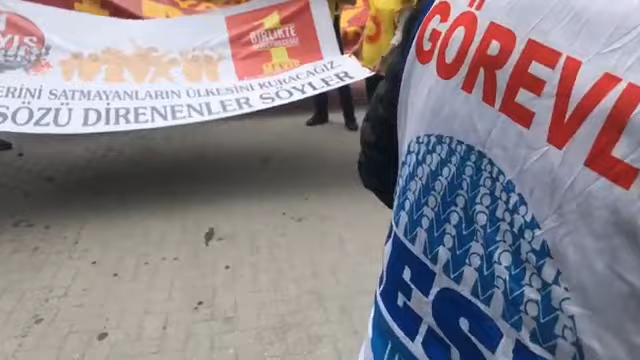 BİRLİKTE
ERİNİ SATMAYANLARIN ÜLKESİNİ KURACAĞIZ
SÖZÜ DİRENENLER SÖYLER
GÖREVL
ES